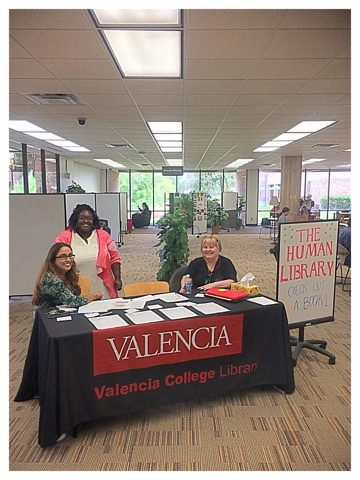 VALENCIA
Valencia College Library
THE
HUMAN
LIBRARY
CHECK OUT
A BOOK!